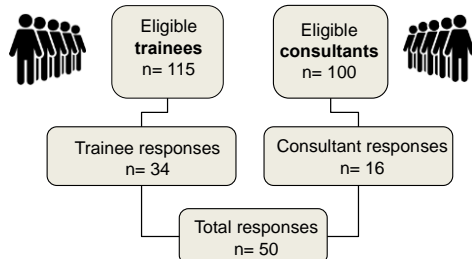 Eligible
trainees
n= 115
Eligible
consultants
n= 100
Trainee responses
n= 34
Consultant responses
n= 16
Total responses
n= 50